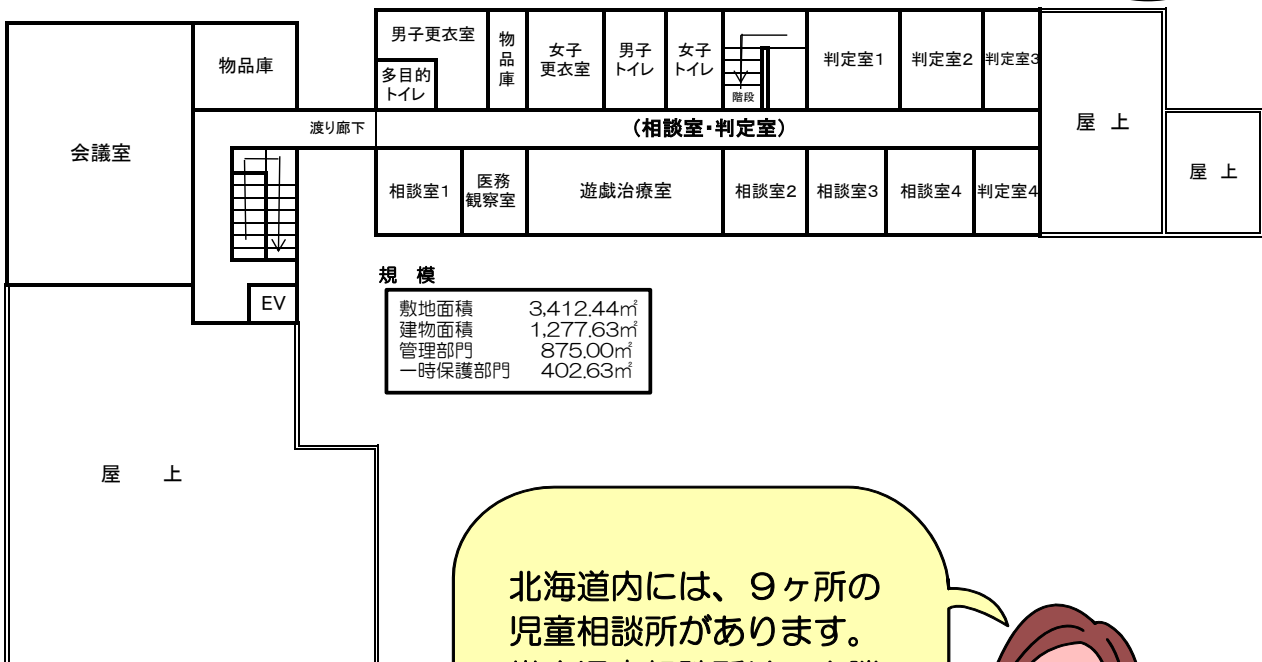 男子更衣室
物品庫
女子
更衣室
男子
トイレ
女子
トイレ
階段
判定室1
判定室2
判定室3
物品庫
多目的
トイレ
渡り廊下
(相談室・判定室)
屋 上
屋 上
会議室
相談室1
医務
観察室
遊戯治療室
相談室2
相談室3
相談室4
判定室4
EV
規 模
敷地面積 3,412.44㎡
建物面積 1,277.63㎡
管理部門 875.00㎡
一時保護部門 402.63㎡
屋 上
北海道内には、9ヶ所の
児童相談所があります。